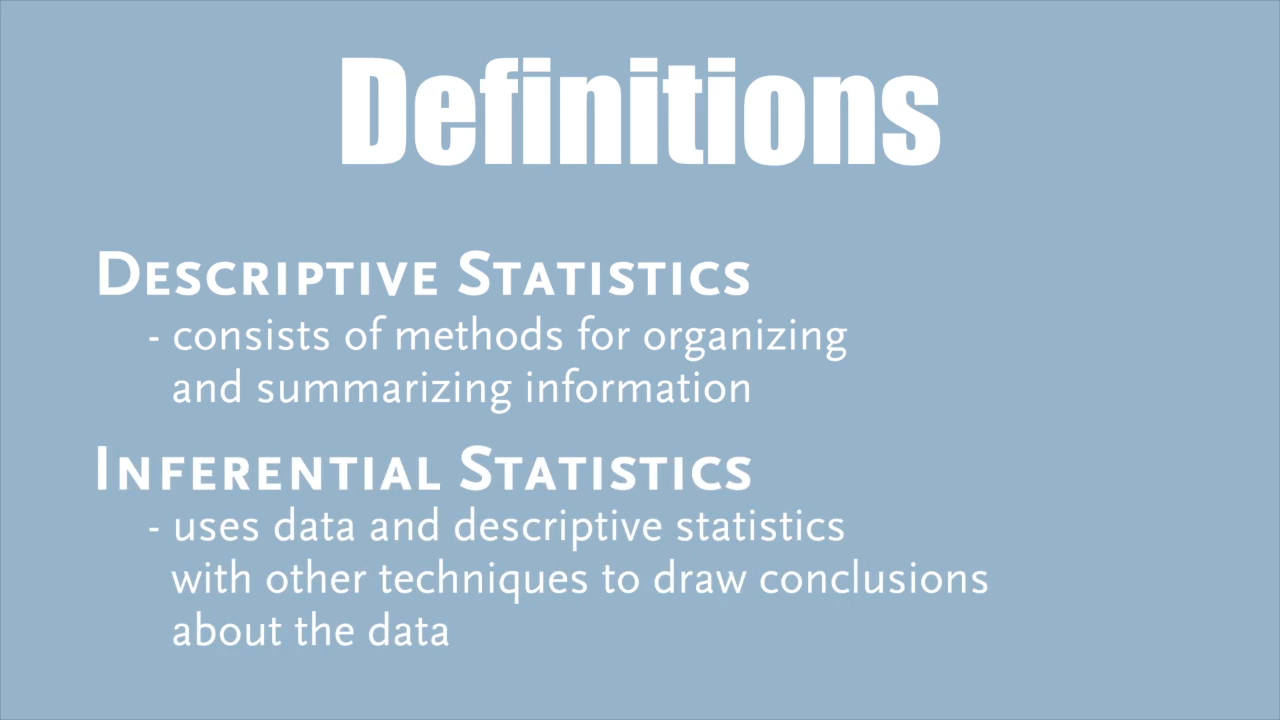 Definitions
Descriptive Statistics
- consists of methods for organizing
and summarizing information
Inferential Statistics
- uses data and descriptive statistics
with other techniques to draw conclusions
about the data